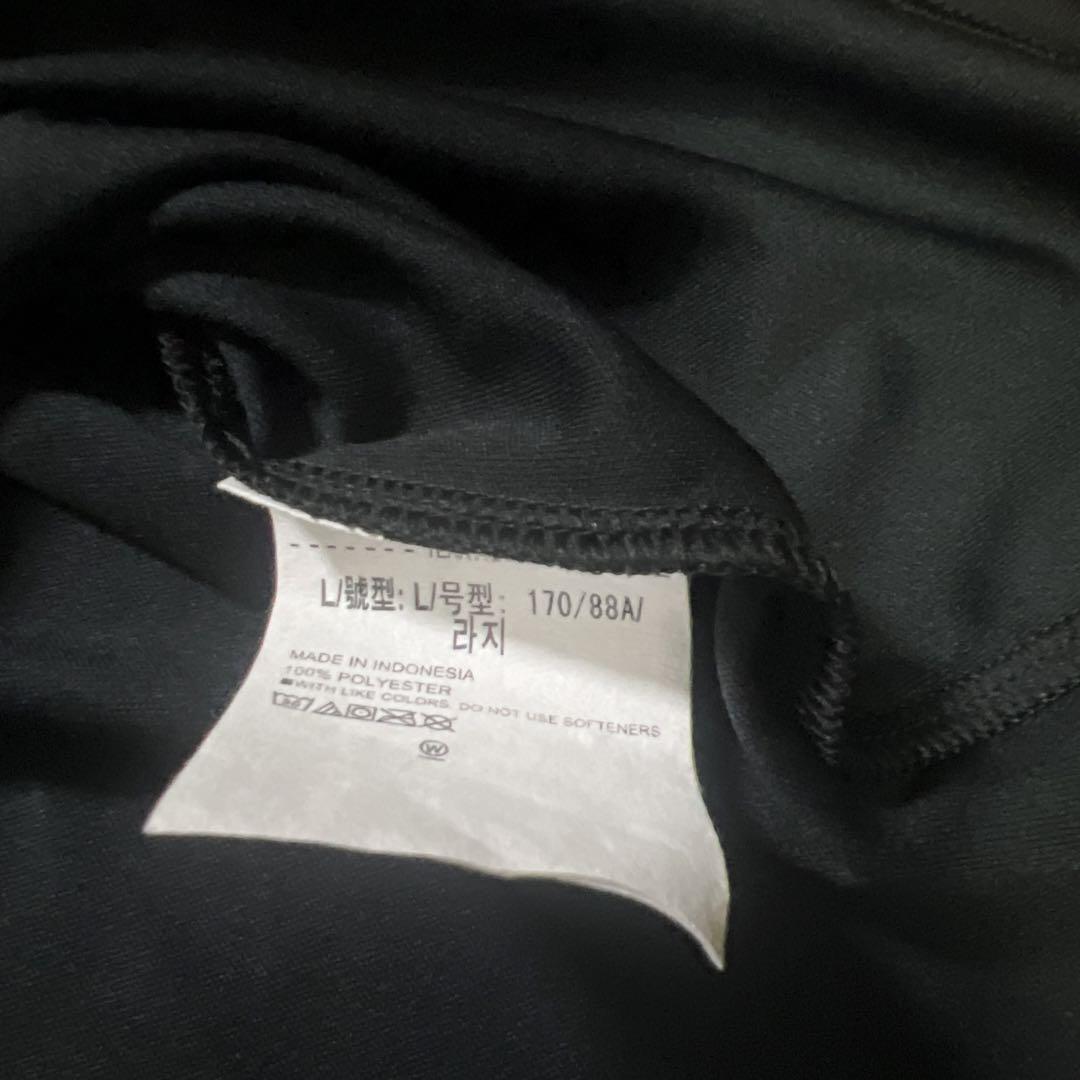 L/號型: L/号型: 170/88A/
라지
MADE IN INDONESIA
100% POLYESTER
WITH LIKE COLORS. DO NOT USE SOFTENERS
W